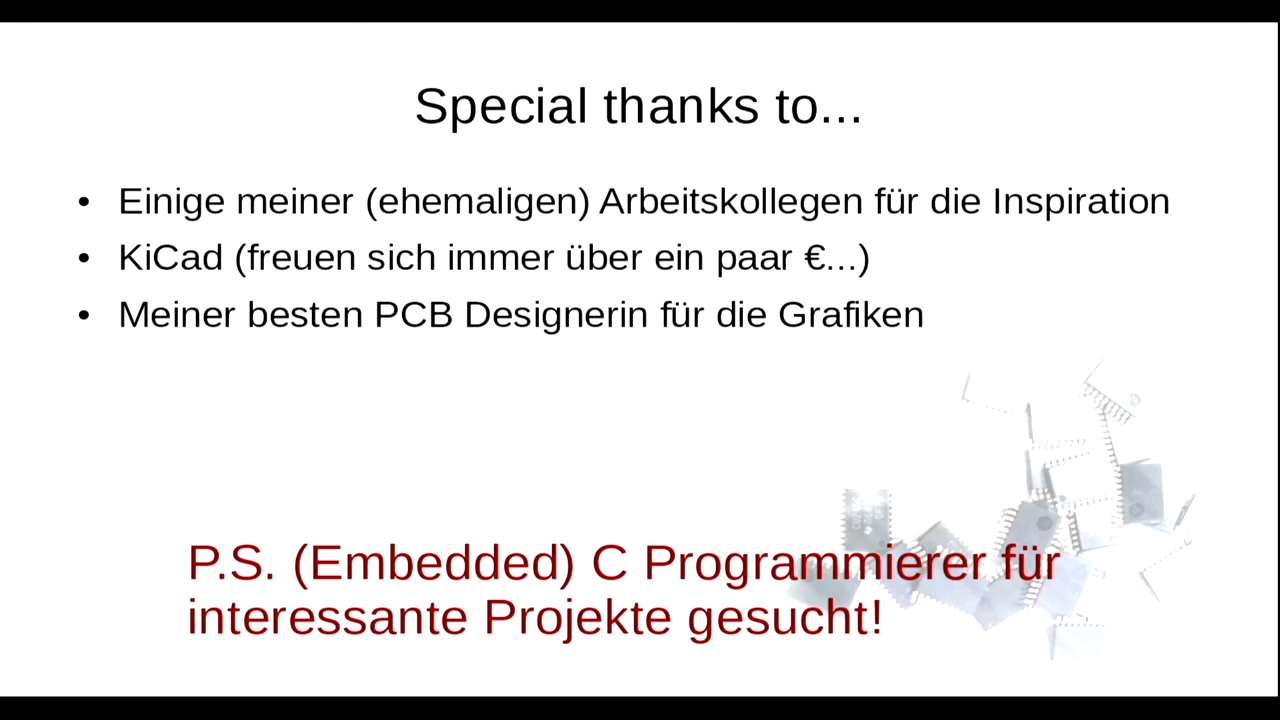 Special thanks to...
• Einige meiner (ehemaligen) Arbeitskollegen für die Inspiration
• KiCad (freuen sich immer über ein paar €...)
• Meiner besten PCB Designerin für die Grafiken
P.S. (Embedded) C Programmierer für
interessante Projekte gesucht!